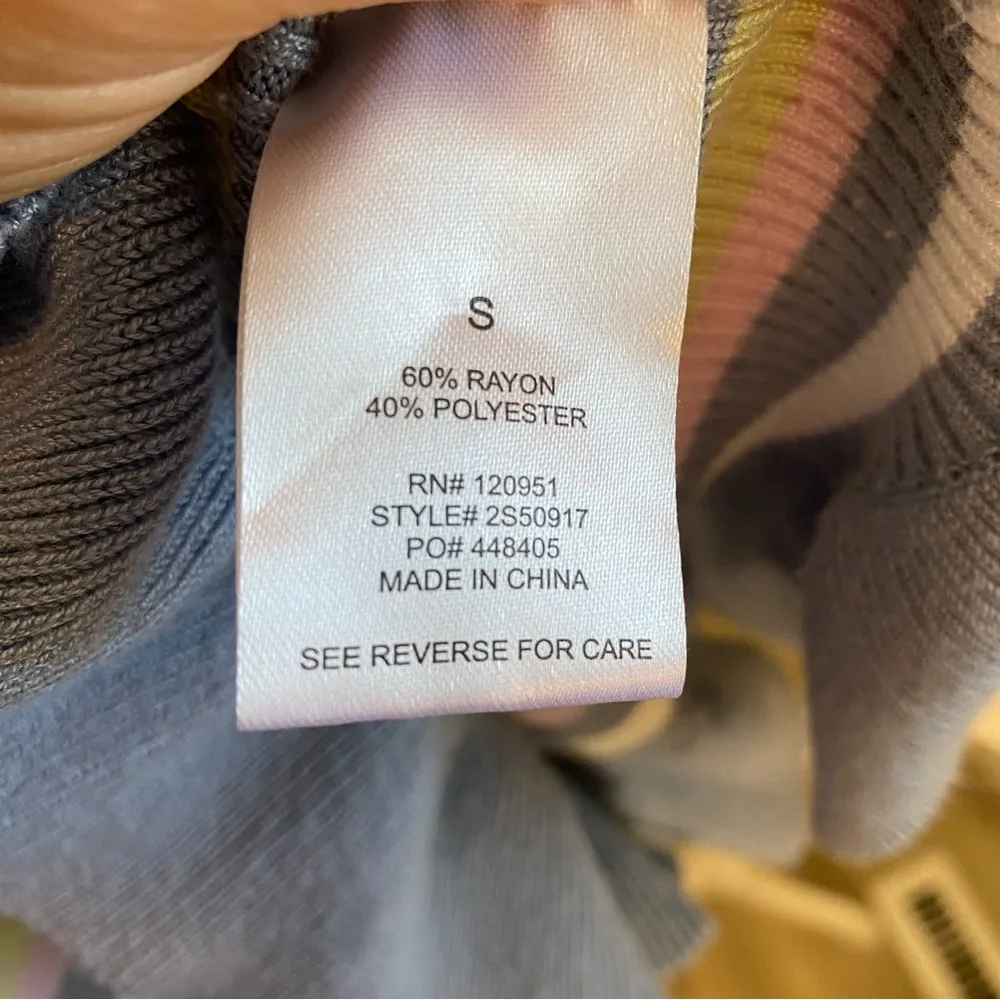 S
60% RAYON
40% POLYESTER
RN# 120951
STYLE# 2S50917
PO# 448405
MADE IN CHINA
SEE REVERSE FOR CARE